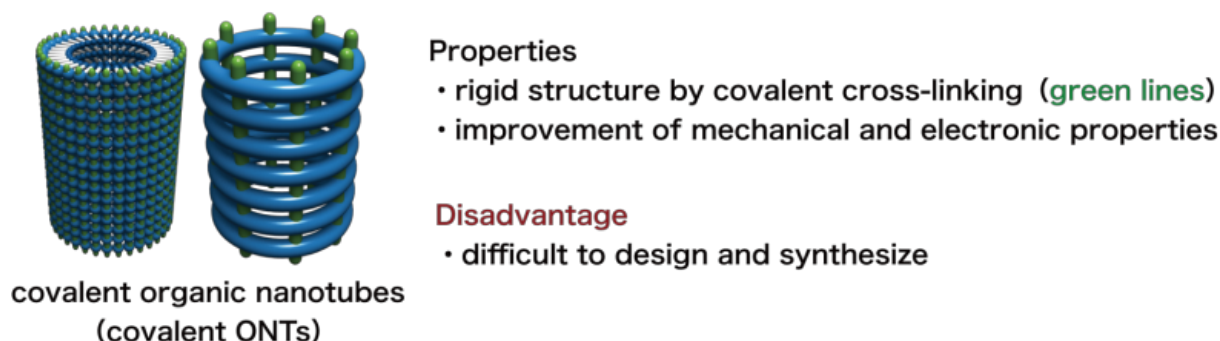 Properties
・rigid structure by covalent cross-linking（green lines）
・improvement of mechanical and electronic properties
Disadvantage
・difficult to design and synthesize
covalent organic nanotubes
（covalent ONTs）